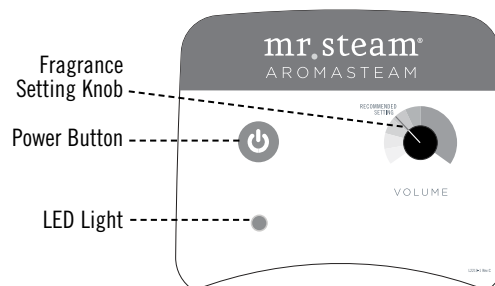 mr.steam®
AROMASTEAM
Fragrance
Setting Knob
RECOMMENDED
SETTING
Power Button
VOLUME
LED Light